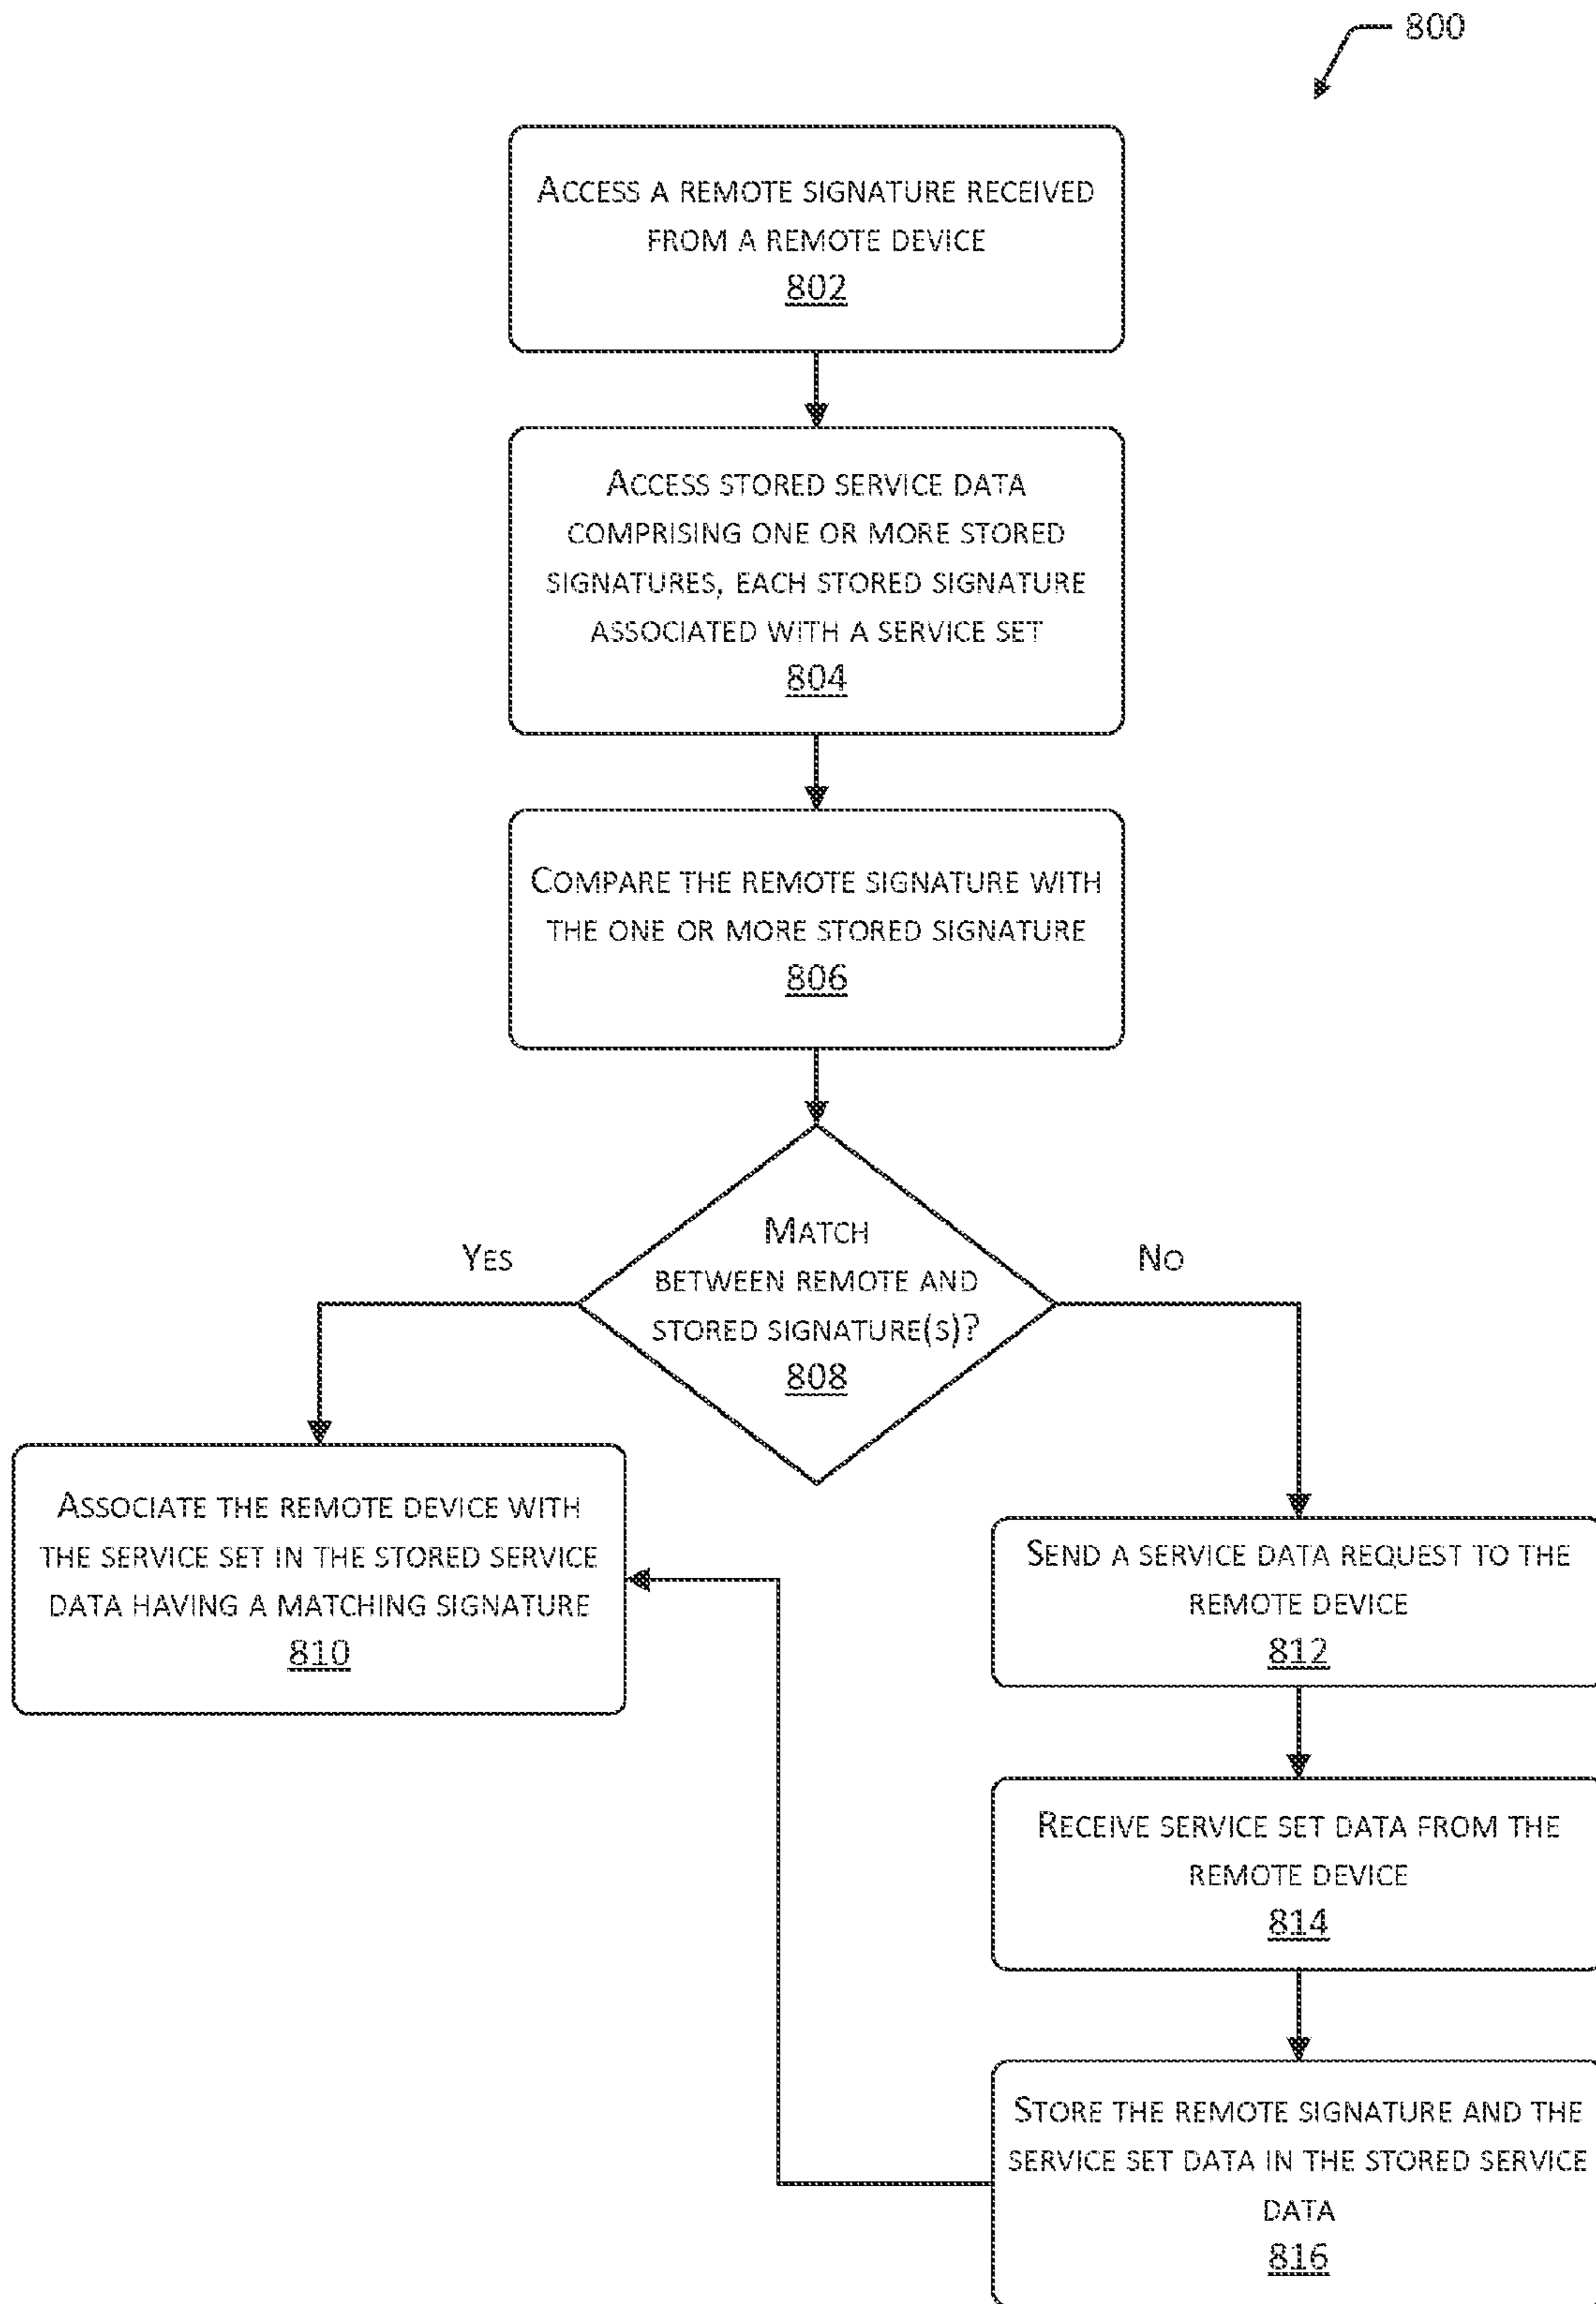 800
ACCESS A REMOTE SIGNATURE RECEIVED
FROM A REMOTE DEVICE
802
ACCESS STORED SERVICE DATA
COMPRISING ONE OR MORE STORED
SIGNATURES, EACH STORED SIGNATURE
ASSOCIATED WITH A SERVICE SET
804
COMPARE THE REMOTE SIGNATURE WITH
THE ONE OR MORE STORED SIGNATURE
806
MATCH
BETWEEN REMOTE AND
STORED SIGNATURE(S)?
808
YES
NO
ASSOCIATE THE REMOTE DEVICE WITH
THE SERVICE SET IN THE STORED SERVICE
DATA HAVING A MATCHING SIGNATURE
810
SEND A SERVICE DATA REQUEST TO THE
REMOTE DEVICE
812
RECEIVE SERVICE SET DATA FROM THE
REMOTE DEVICE
814
STORE THE REMOTE SIGNATURE AND THE
SERVICE SET DATA IN THE STORED SERVICE
DATA
816